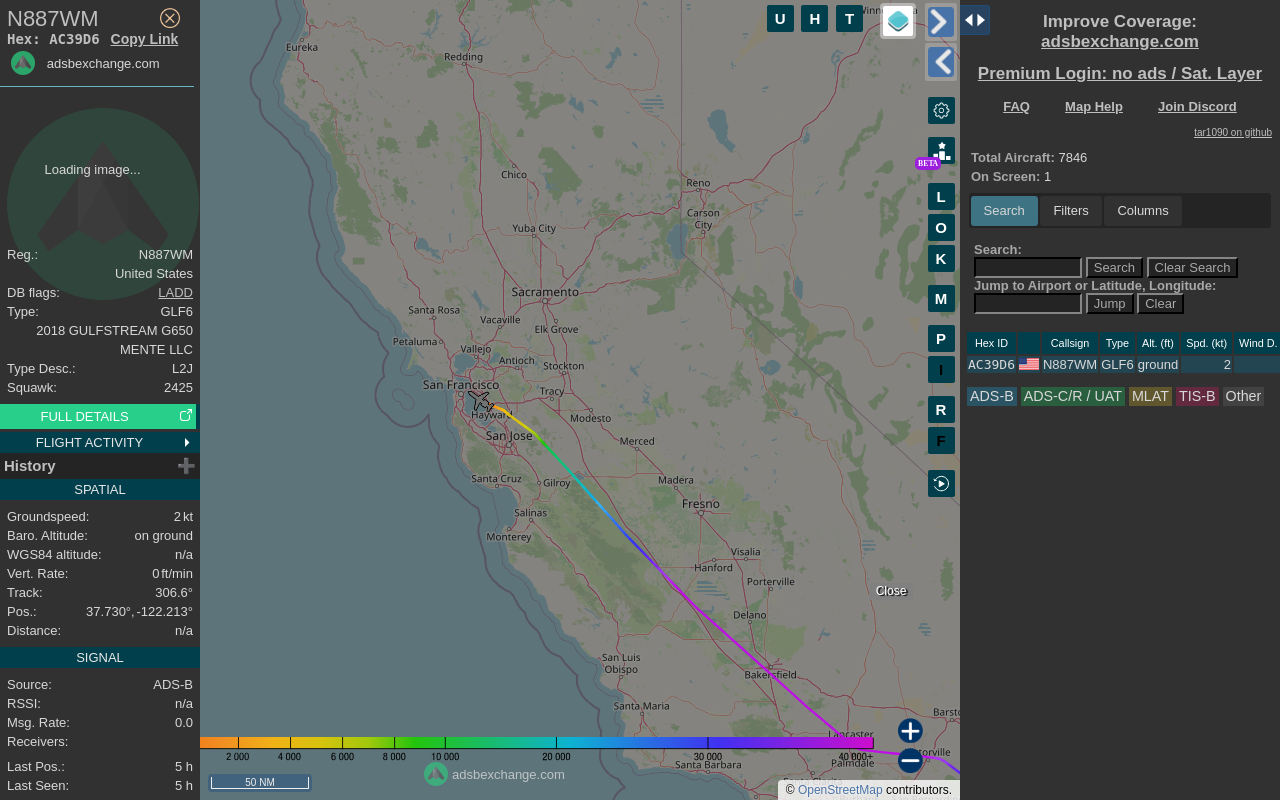 N887WM
Hex: AC39D6 Copy Link
adsbexchange.com
Loading image...
Reg.: N887WM
United States
DB flags: LADD
Type: GLF6
2018 GULFSTREAM G650
MENTE LLC
Type Desc.: L2J
Squawk: 2425
FULL DETAILS
FLIGHT ACTIVITY
History
SPATIAL
Groundspeed: 2 kt
Baro. Altitude: on ground
WGS84 altitude: n/a
Vert. Rate: 0 ft/min
Track: 306.6°
Pos.: 37.730°, -122.213°
Distance: n/a
SIGNAL
Source: ADS-B
RSSI: n/a
Msg. Rate: 0.0
Receivers:
Last Pos.: 5 h
Last Seen: 5 h
U H T
Eureka
Redding
Chico
Reno
Carson
City
Yuba City
Sacramento
Santa Rosa
Vacaville
Elk Grove
Petaluma
Vallejo
Antioch
Stockton
San Francisco
Tracy
Hayward
Modesto
San Jose
Merced
Santa Cruz
Gilroy
Madera
Salinas
Fresno
Monterey
Visalia
Hanford
Porterville
Delano
San Luis
Obispo
Bakersfield
Santa Maria
Lancaster
Palmdale
Santa Barbara
BETA
L
O
K
M
P
I
R
F
Close
2 000 4 000 6 000 8 000 10 000 20 000 30 000 40 000+
50 NM
adsbexchange.com
© OpenStreetMap contributors.
Improve Coverage:
adsbexchange.com
Premium Login: no ads / Sat. Layer
FAQ Map Help Join Discord
tar1090 on github
Total Aircraft: 7846
On Screen: 1
Search Filters Columns
Search:
Search Clear Search
Jump to Airport or Latitude, Longitude:
Jump Clear
Hex ID Callsign Type Alt. (ft) Spd. (kt) Wind D.
AC39D6 N887WM GLF6 ground 2
ADS-B ADS-C/R / UAT MLAT TIS-B Other